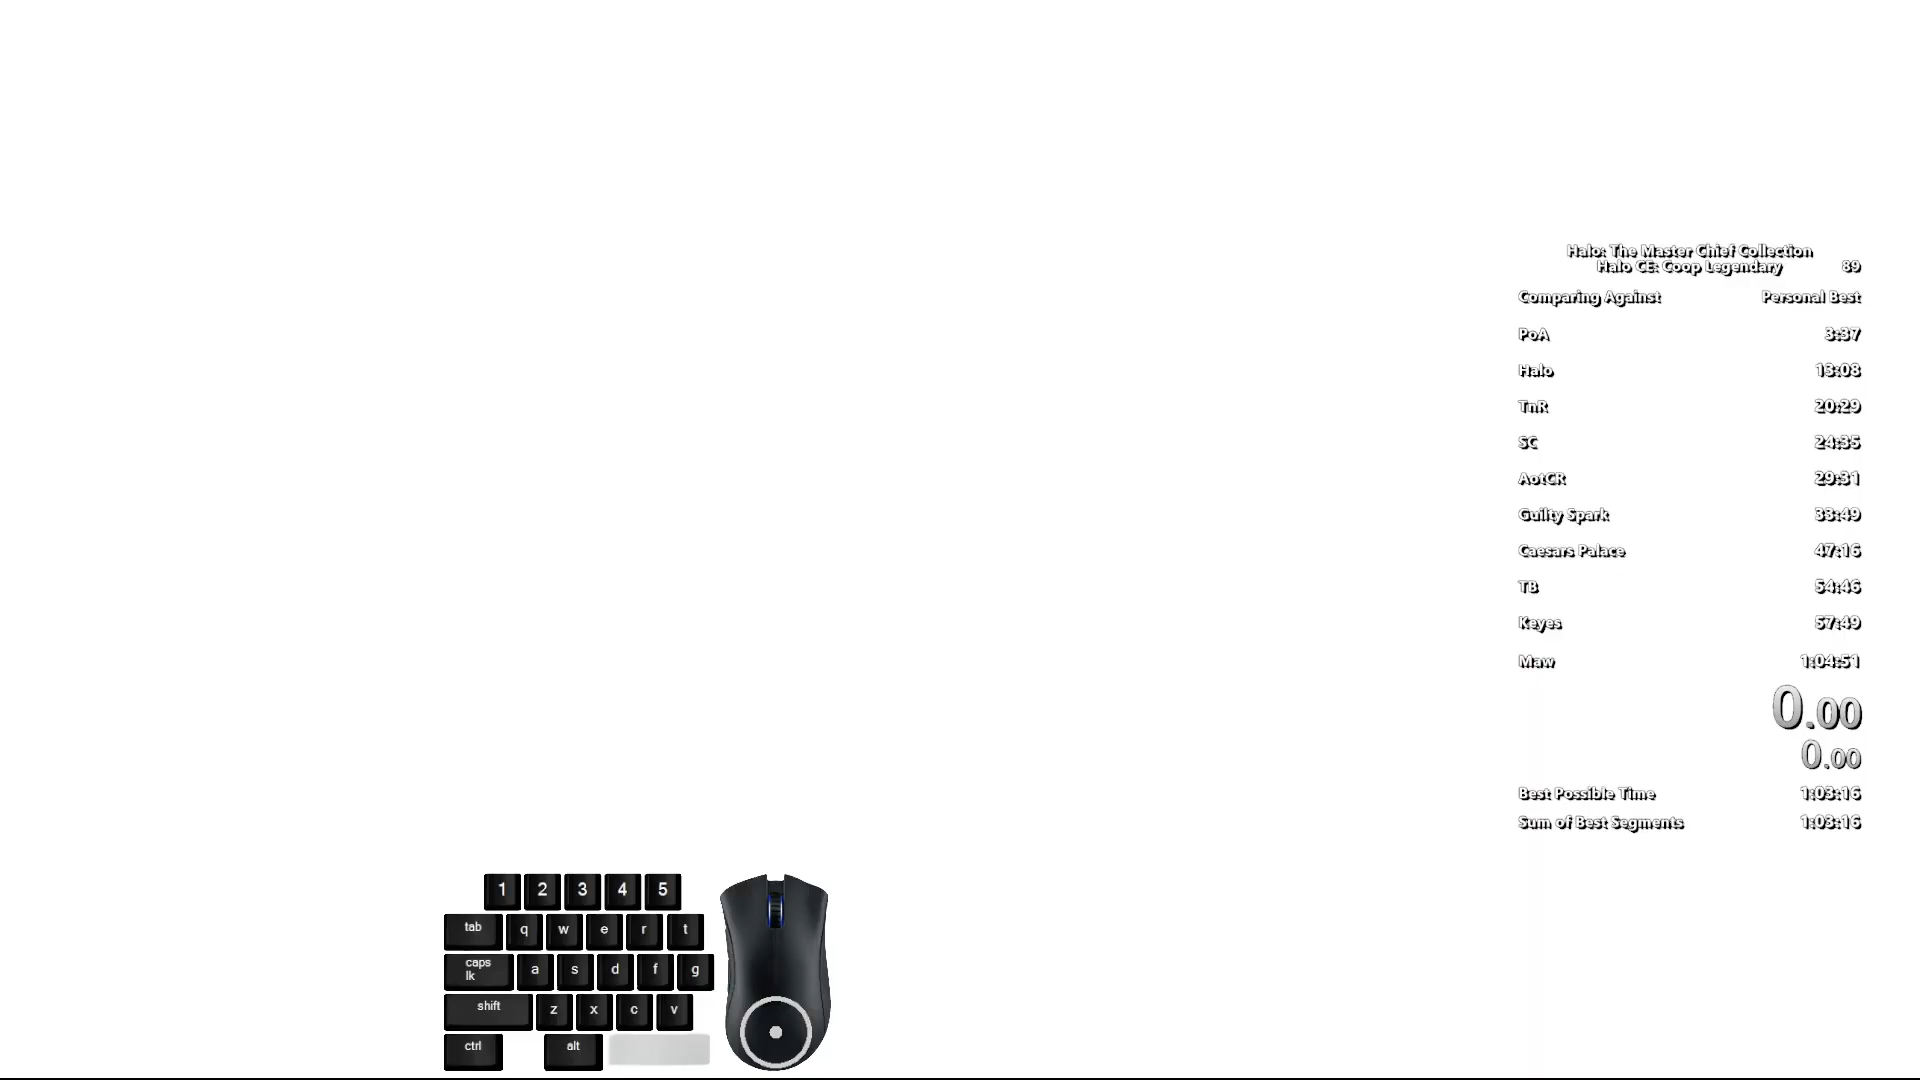 Halo: The Master Chief Collection
Halo CE: Coop Legendary 89
Comparing Against Personal Best
PoA 3:37
Halo 13:08
TnR 20:29
SC 24:35
AotCR 29:31
Guilty Spark 33:49
Caesars Palace 47:16
TB 54:46
Keyes 57:49
Maw 1:04:51
0.00
0.00
Best Possible Time 1:03:16
Sum of Best Segments 1:03:16
1 2 3 4 5
tab q w e r t
caps
lk a s d f g
shift z x c v
ctrl alt